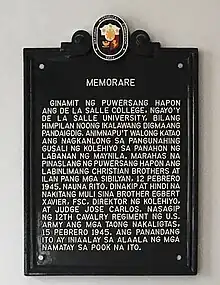 MEMORARE
GINAMIT NG PUWERSANG HAPON
ANG DE LA SALLE COLLEGE, NGAYO'Y
DE LA SALLE UNIVERSITY, BILANG
HIMPILAN NOONG IKALAWANG DIGMAANG
PANDAIGDIG. ANIMNAPU'T WALONG KATAO
ANG NAGKANLONG SA PANGUNAHING
GUSALI NG KOLEHIYO SA PANAHON NG
LABANAN NG MAYNILA. MARAHAS NA
PINASLANG NG PUWERSANG HAPON ANG
LABINLIMANG CHRISTIAN BROTHERS AT
ILAN PANG MGA SIBILYAN, 12 PEBRERO
1945. NAUNA RITO, DINAKIP AT HINDI NA
NAKITANG MULI SINA BROTHER EGBERT
XAVIER, FSC, DIREKTOR NG KOLEHIYO,
AT JUDGE JOSE CARLOS. NASAGIP
NG 12TH CAVALRY REGIMENT NG U.S.
ARMY ANG MGA TAONG NAKALIGTAS,
15 PEBRERO 1945. ANG PANANDANG
ITO AY INIAALAY SA ALAALA NG MGA
NAMATAY SA POOK NA ITO.